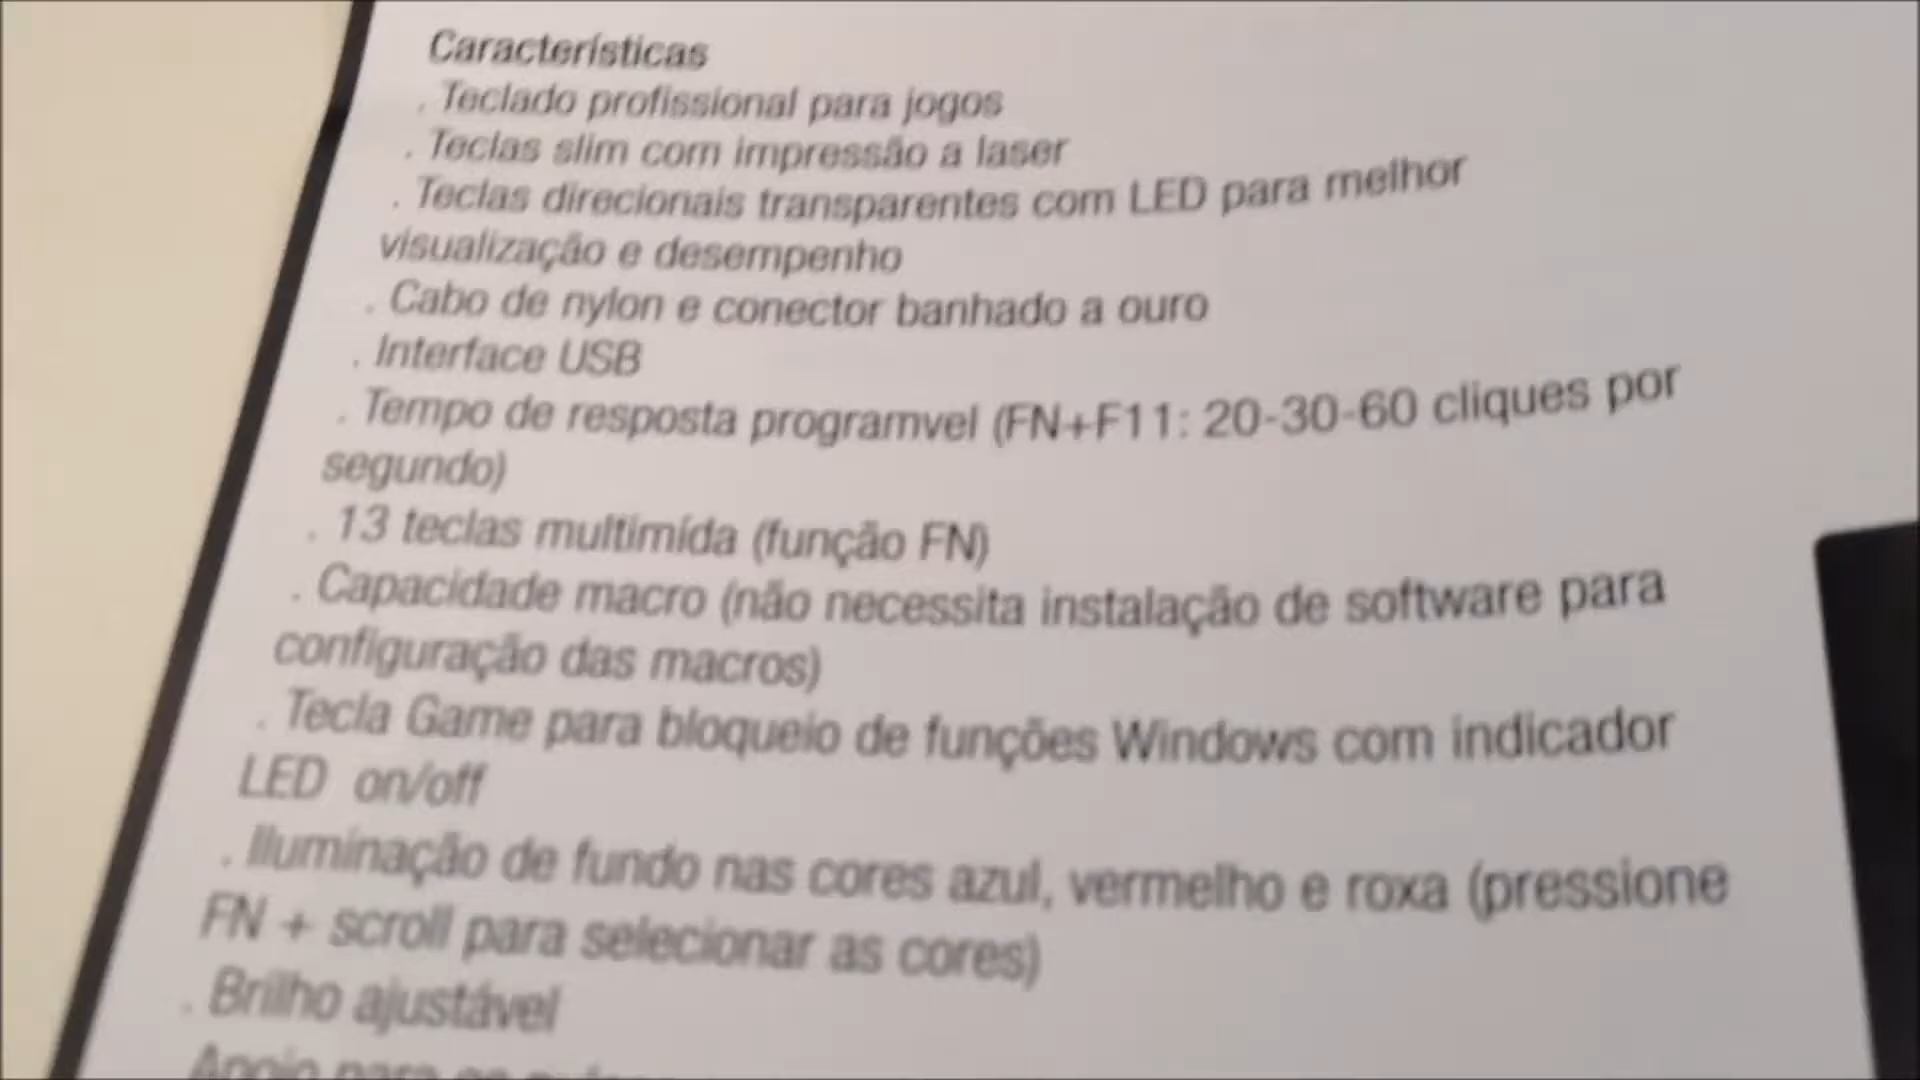 Características
. Teclado profissional para jogos
. Teclas slim com impressão a laser
. Teclas direcionais transparentes com LED para melhor
visualização e desempenho
. Cabo de nylon e conector banhado a ouro
. Interface USB
. Tempo de resposta programvel (FN+F11: 20-30-60 cliques por
segundo)
. 13 teclas multimída (função FN)
. Capacidade macro (não necessita instalação de software para
configuração das macros)
. Tecla Game para bloqueio de funções Windows com indicador
LED on/off
. Iluminação de fundo nas cores azul, vermelho e roxa (pressione
FN + scroll para selecionar as cores)
. Brilho ajustável
Apoio para